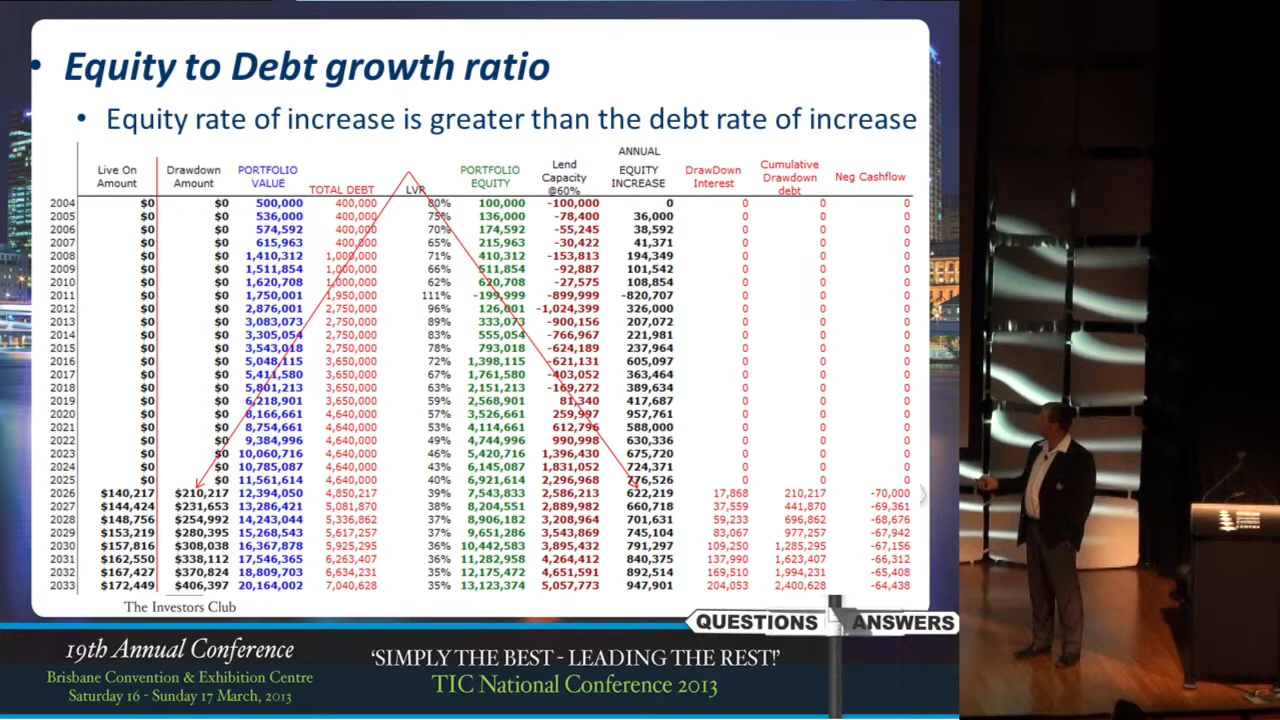 Equity to Debt growth ratio
Equity rate of increase is greater than the debt rate of increase
Live On Amount Drawdown Amount PORTFOLIO VALUE TOTAL DEBT LVR PORTFOLIO EQUITY Lend Capacity @60% ANNUAL EQUITY INCREASE DrawDown Interest Cumulative Drawdown debt Neg Cashflow
2004 $0 $0 500,000 400,000 80% 100,000 -100,000 0 0 0 0
2005 $0 $0 536,000 400,000 75% 136,000 -78,400 36,000 0 0 0
2006 $0 $0 574,592 400,000 70% 174,592 -55,245 38,592 0 0 0
2007 $0 $0 615,963 400,000 65% 215,963 -30,422 41,371 0 0 0
2008 $0 $0 1,410,312 1,000,000 71% 410,312 -153,813 194,349 0 0 0
2009 $0 $0 1,511,854 1,000,000 66% 511,854 -92,887 101,542 0 0 0
2010 $0 $0 1,620,708 1,000,000 62% 620,708 -27,575 108,854 0 0 0
2011 $0 $0 1,750,001 1,950,000 111% -199,999 -899,999 -820,707 0 0 0
2012 $0 $0 2,876,001 2,750,000 96% 126,001 -1,024,399 326,000 0 0 0
2013 $0 $0 3,083,073 2,750,000 89% 333,073 -900,156 207,072 0 0 0
2014 $0 $0 3,305,054 2,750,000 83% 555,054 -766,967 221,981 0 0 0
2015 $0 $0 3,543,018 2,750,000 78% 793,018 -624,189 237,964 0 0 0
2016 $0 $0 5,048,115 3,650,000 72% 1,398,115 -621,131 605,097 0 0 0
2017 $0 $0 5,411,580 3,650,000 67% 1,761,580 -403,052 363,464 0 0 0
2018 $0 $0 5,801,213 3,650,000 63% 2,151,213 -169,272 389,634 0 0 0
2019 $0 $0 6,218,901 3,650,000 59% 2,568,901 81,340 417,687 0 0 0
2020 $0 $0 8,166,661 4,640,000 57% 3,526,661 259,997 957,761 0 0 0
2021 $0 $0 8,754,661 4,640,000 53% 4,114,661 612,796 588,000 0 0 0
2022 $0 $0 9,384,996 4,640,000 49% 4,744,996 990,998 630,336 0 0 0
2023 $0 $0 10,060,716 4,640,000 46% 5,420,716 1,396,430 675,720 0 0 0
2024 $0 $0 10,785,087 4,640,000 43% 6,145,087 1,831,052 724,371 0 0 0
2025 $0 $0 11,561,614 4,640,000 40% 6,921,614 2,296,968 776,526 0 0 0
2026 $140,217 $210,217 12,394,050 4,850,217 39% 7,543,833 2,586,213 622,219 17,868 210,217 -70,000
2027 $144,424 $231,653 13,286,421 5,081,870 38% 8,204,551 2,889,982 660,718 37,559 441,870 -69,361
2028 $148,756 $254,992 14,243,044 5,336,862 37% 8,906,182 3,208,964 701,631 59,233 696,862 -68,676
2029 $153,219 $280,395 15,268,543 5,617,257 37% 9,651,286 3,543,869 745,104 83,067 977,257 -67,942
2030 $157,816 $308,038 16,367,878 5,925,295 36% 10,442,583 3,895,432 791,297 109,250 1,285,295 -67,156
2031 $162,550 $338,112 17,546,365 6,263,407 36% 11,282,958 4,264,412 840,375 137,990 1,623,407 -66,312
2032 $167,427 $370,824 18,809,703 6,634,231 35% 12,175,472 4,651,591 892,514 169,510 1,994,231 -65,408
2033 $172,449 $406,397 20,164,002 7,040,628 35% 13,123,374 5,057,773 947,901 204,053 2,400,628 -64,438
The Investors Club
QUESTIONS ANSWERS
19th Annual Conference
Brisbane Convention & Exhibition Centre
Saturday 16 - Sunday 17 March, 2013
'SIMPLY THE BEST - LEADING THE REST!'
TIC National Conference 2013